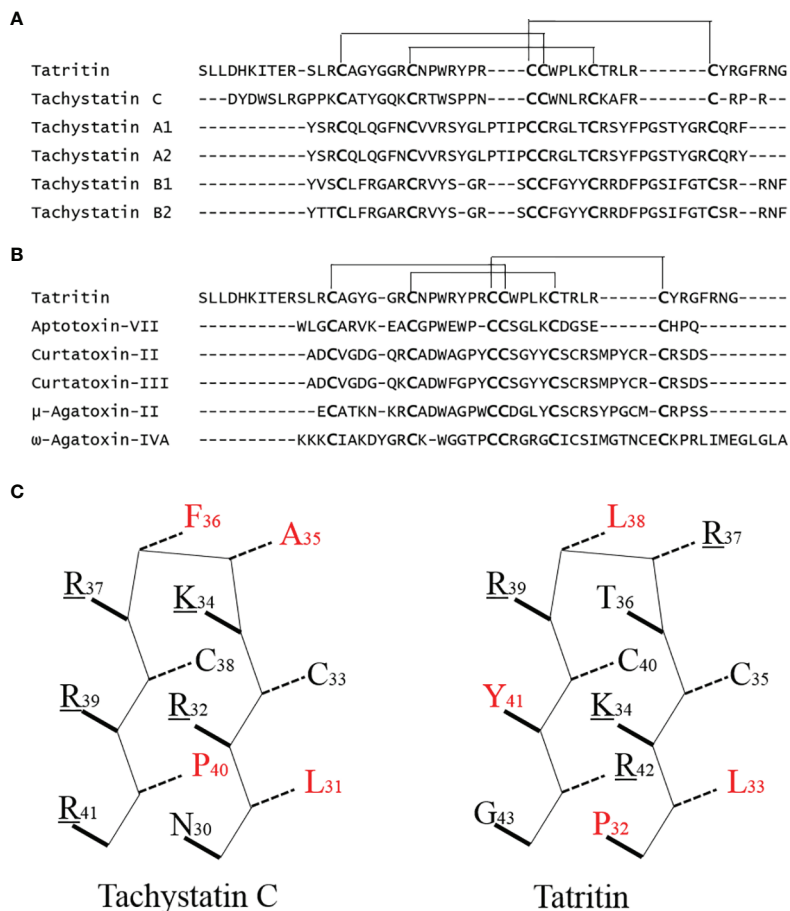 A
Tatritin SLLDHKITER-SLRCAGYGGRCNPWRYPR----CCWPLKCTRLR-------CYRGFRNG
Tachystatin C ---DYDWSLRGPPKCATYGQKCRTWSPPN----CCWNLRCKAFR-------C-RP-R--
Tachystatin A1 -----------YSRCQLQGFNCVVRSYGLPTIPCCRGLTCRSYFPGSTYGRCQRF----
Tachystatin A2 -----------YSRCQLQGFNCVVRSYGLPTIPCCRGLTCRSYFPGSTYGRCQRY----
Tachystatin B1 -----------YVSCLFRGARCRVYS-GR---SCCFGYYCRRDFPGSIFGTCSR--RNF
Tachystatin B2 -----------YTTCLFRGARCRVYS-GR---SCCFGYYCRRDFPGSIFGTCSR--RNF
B
Tatritin SLLDHKITERSLRCAGYG-GRCNPWRYPRCCWPLKCTRLR------CYRGFRNG-----
Aptotoxin-VII ----------WLGCARVK-EACGPWEWP-CCSGLKCDGSE------CHPQ---------
Curtatoxin-II -----------ADCVGDG-QRCADWAGPYCCSGYYCSCRSMPYCR-CRSDS--------
Curtatoxin-III -----------ADCVGDG-QKCADWFGPYCCSGYYCSCRSMPYCR-CRSDS--------
μ-Agatoxin-II ------------ECATKN-KRCADWAGPWCCDGLYCSCRSYPGCM-CRPSS--------
ω-Agatoxin-IVA ----------KKKCIAKDYGRCK-WGGTPCCRGRGCICSIMGTNCECKPRLIMEGLGLA
C
F36 L38
A35 R37
R37 K34 R39 T36
C38 C33 C40 C35
R39 R32 Y41 K34
P40 L31 R42 L33
R41 N30 G43 P32
Tachystatin C Tatritin